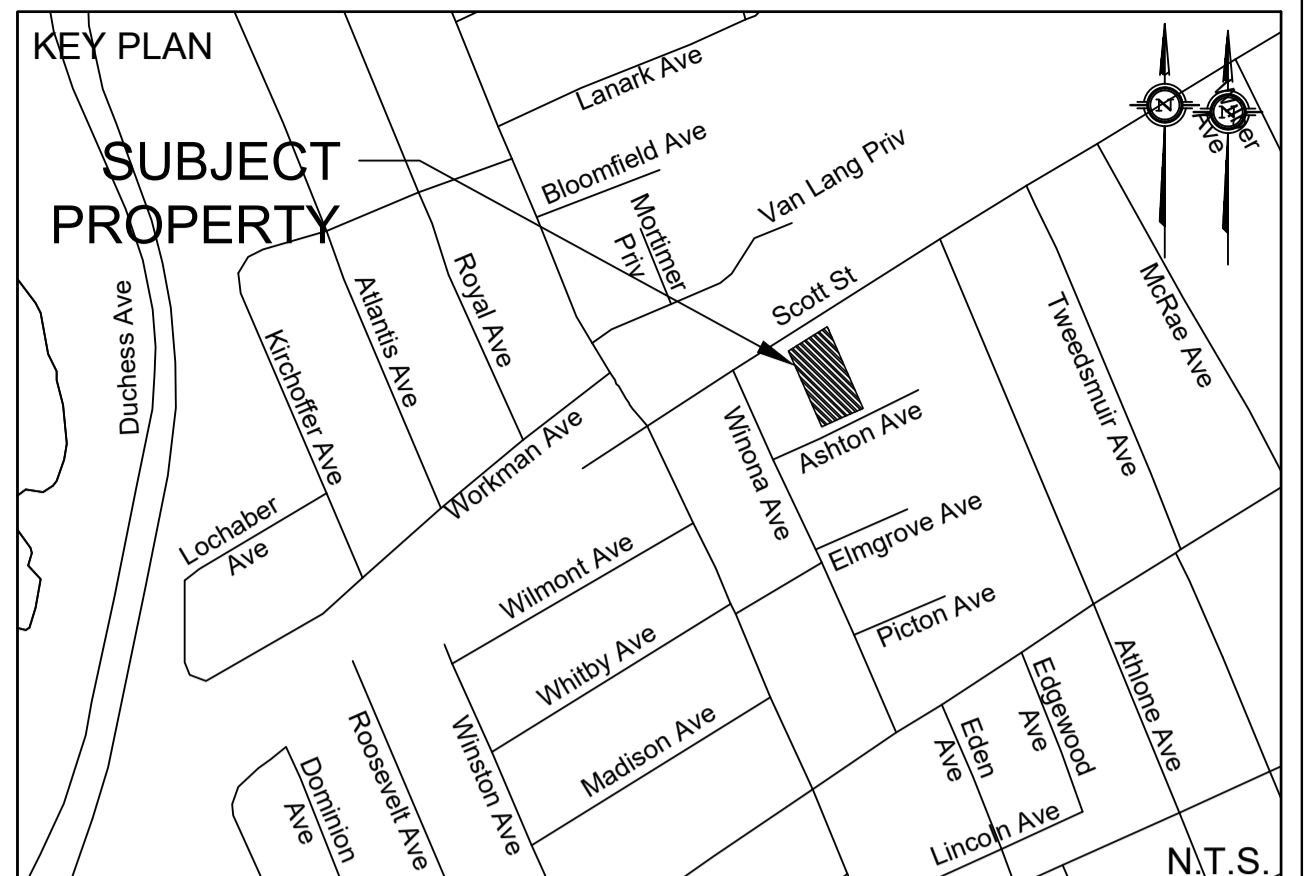 KEY PLAN
SUBJECT
PROPERTY
Lanark Ave
Bloomfield Ave
Mortimer
Priv
Van Lang Priv
Scott St
N
N
Ave
Duchess Ave
Kirchoffer Ave
Atlantis Ave
Royal Ave
Workman Ave
Lochaber
Ave
Winona Ave
Ashton Ave
Tweedsmuir Ave
McRae Ave
Elmgrove Ave
Picton Ave
Wilmont Ave
Whitby Ave
Madison Ave
Winston Ave
Roosevelt Ave
Dominion
Ave
Eden
Ave
Edgewood
Ave
Athlone Ave
Lincoln Ave
N.T.S.